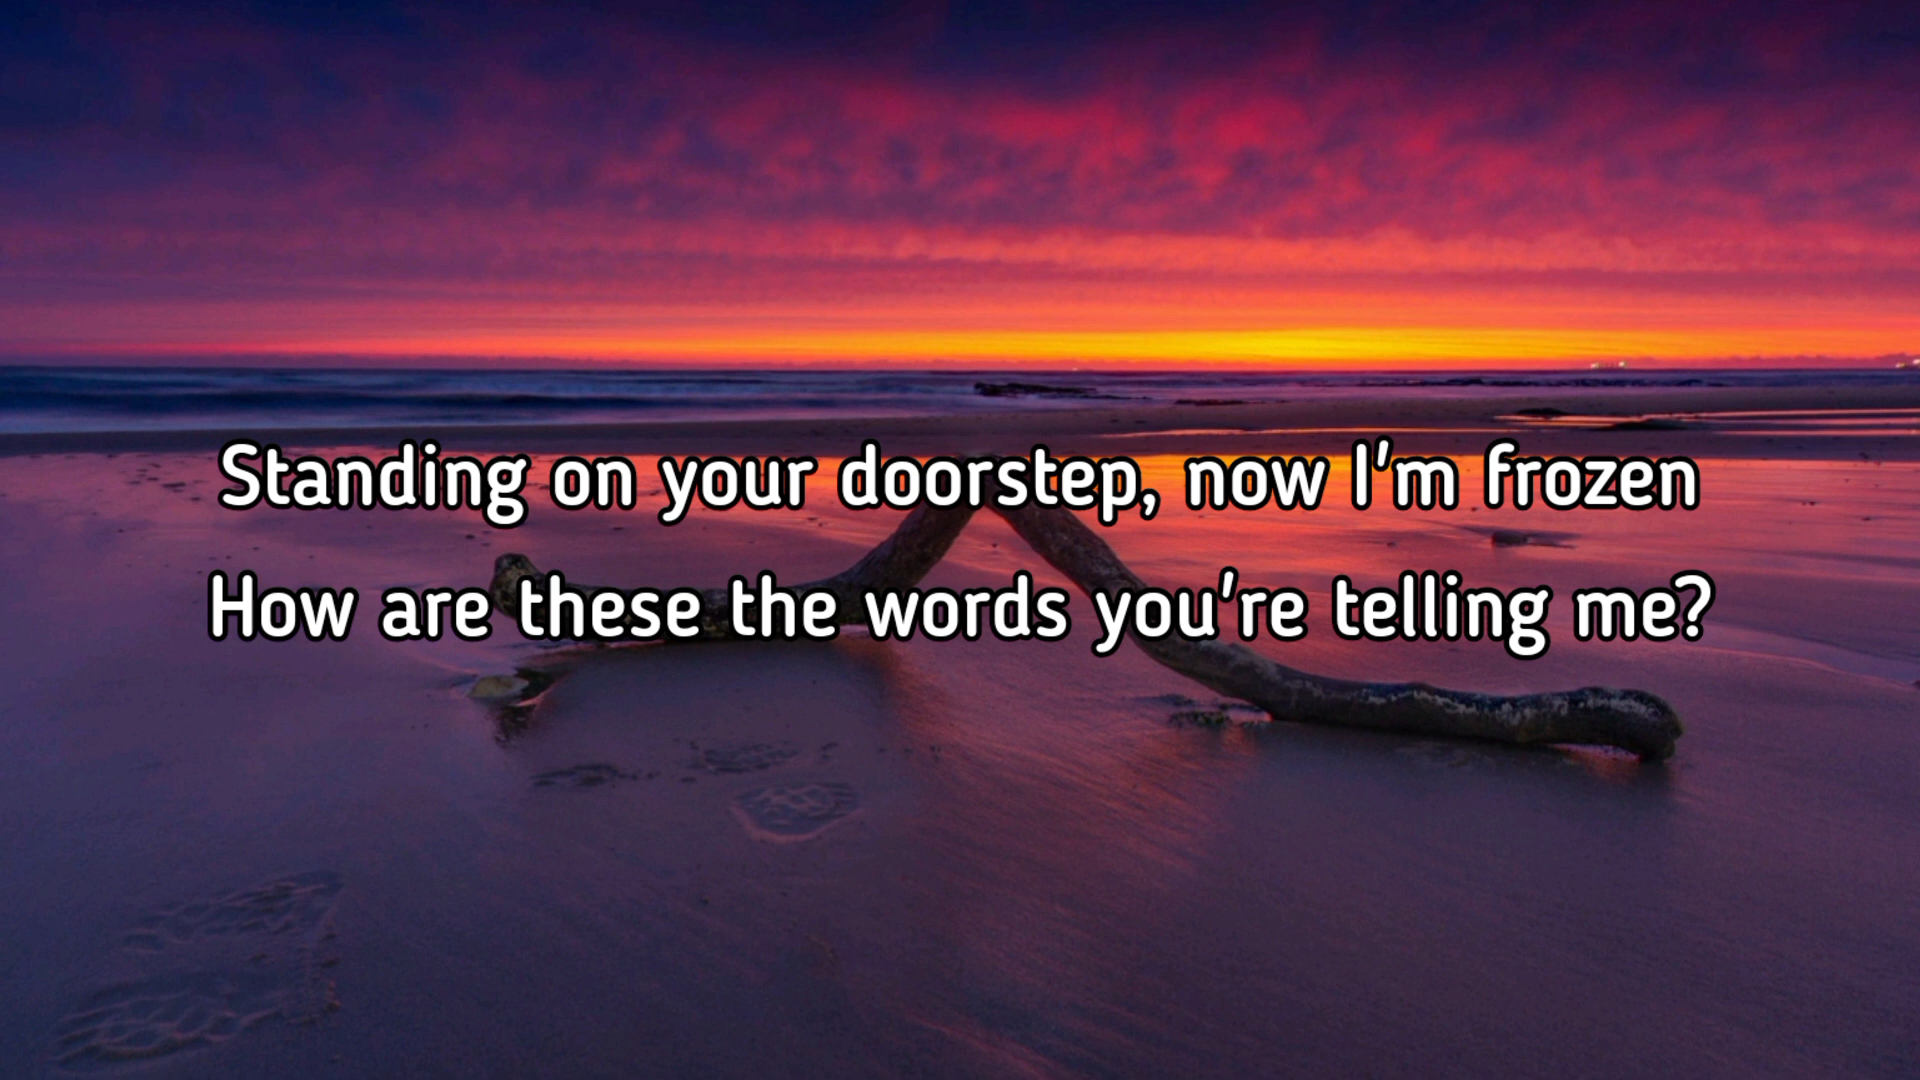 Standing on your doorstep, now I'm frozen
How are these the words you're telling me?